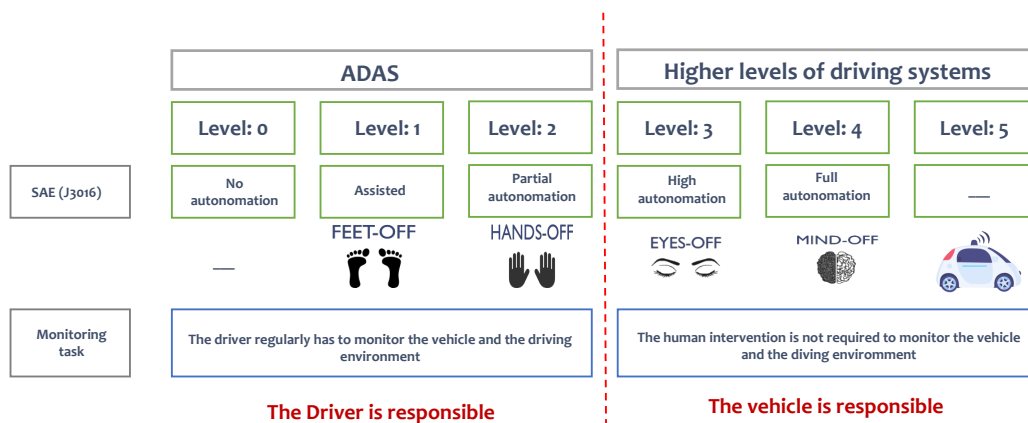 ADAS
Higher levels of driving systems
Level: 0
Level: 1
Level: 2
Level: 3
Level: 4
Level: 5
SAE (J3016)
No
autonomation
Assisted
Partial
autonomation
High
autonomation
Full
autonomation
—
FEET-OFF
HANDS-OFF
EYES-OFF
MIND-OFF
—
Monitoring
task
The driver regularly has to monitor the vehicle and the driving
environment
The human intervention is not required to monitor the vehicle
and the diving enviromment
The Driver is responsible
The vehicle is responsible